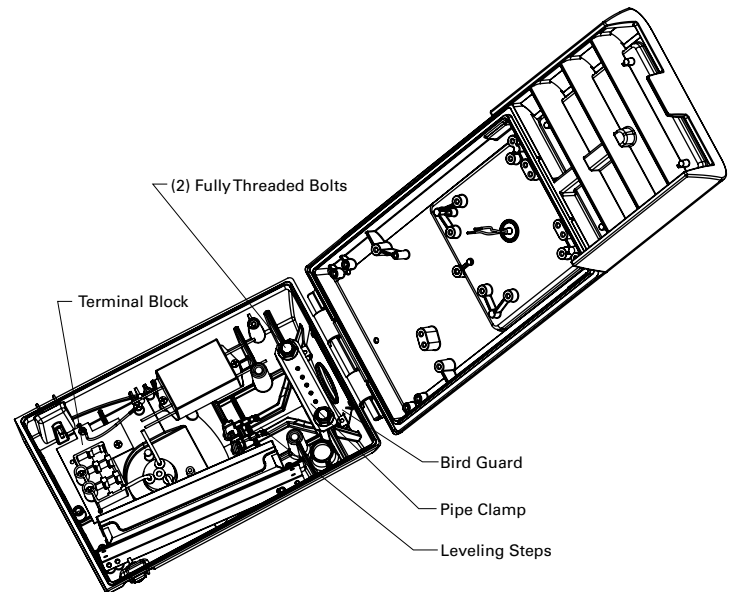 (2) Fully Threaded Bolts
Terminal Block
Bird Guard
Pipe Clamp
Leveling Steps